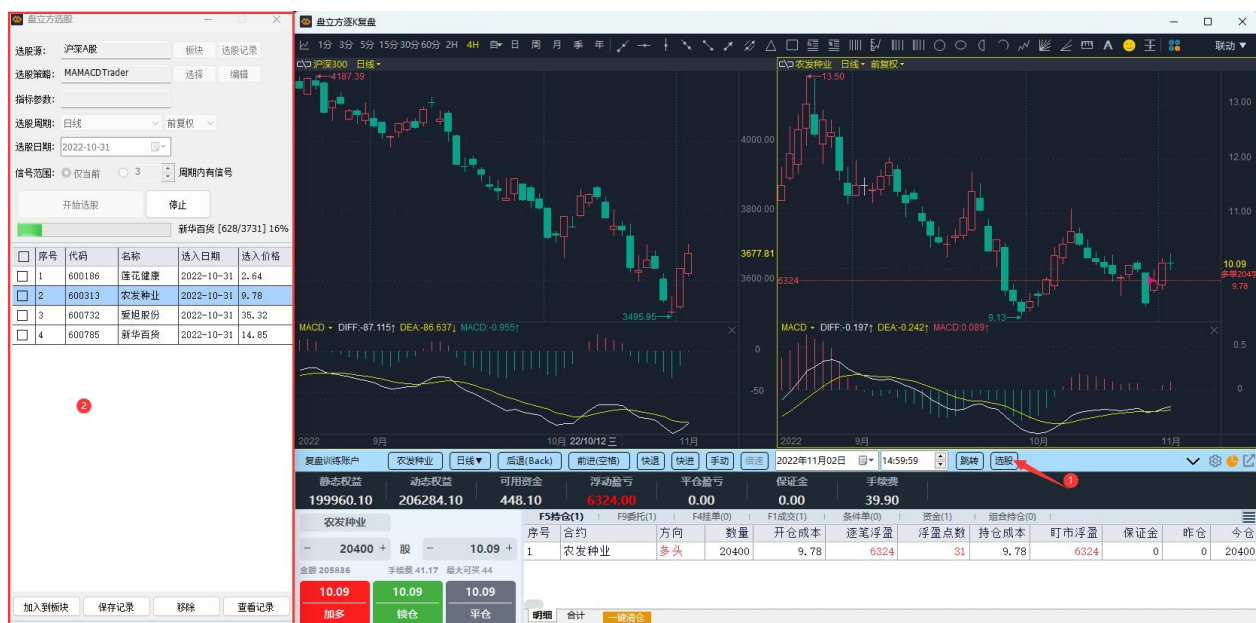 盘立方选股
选股源: 沪深A股 板块 选股记录
选股策略: MAMACDTrader 选择 编辑
指标参数:
选股周期: 日线 前复权
选股日期: 2022-10-31
信号范围: 仅当前 3 周期内有信号
开始选股 停止
新华百货 [628/3731] 16%
序号 代码 名称 选入日期 选入价格
1 600186 莲花健康 2022-10-31 2.64
2 600313 农发种业 2022-10-31 9.78
3 600732 爱旭股份 2022-10-31 35.32
4 600785 新华百货 2022-10-31 14.85
2
加入到板块 保存记录 移除 查看记录
盘立方逐K复盘
1分 3分 5分 15分 30分 60分 2H 4H 日 周 月 季 年 A 联动▼
沪深300 日线
4187.39
4000.00
3800.00
3677.81
3600.00
3495.95
MACD DIFF:-87.115↑ DEA:-86.637↓ MACD:-0.955↑
0
-50
2022 9月 10月 22/10/12 三 11月
农发种业 日线 前复权
13.50
13.00
12.00
11.00
10.09
多单204手
9.78
6324
9.13
MACD DIFF:-0.197↑ DEA:-0.242↑ MACD:0.089↑
0.5
0
2022 9月 10月 11月
复盘训练账户 农发种业 日线▼ 后退(Back) 前进(空格) 快退 快进 手动 倍速 2022年11月02日 14:59:59 跳转 选股
1
静态权益 动态权益 可用资金 浮动盈亏 平仓盈亏 保证金 手续费
199960.10 206284.10 448.10 6324.00 0.00 0.00 39.90
农发种业
- 20400 + 股 - 10.09 +
金额 205836 手续费 41.17 最大可买 44
10.09 10.09 10.09
加多 锁仓 平仓
F5持仓(1) F9委托(1) F4挂单(0) F1成交(1) 条件单(0) 资金(1) 组合持仓(0)
序号 合约 方向 数量 开仓成本 逐笔浮盈 浮盈点数 持仓成本 盯市浮盈 保证金 昨仓 今仓
1 农发种业 多头 20400 9.78 6324 31 9.78 6324 0 0 20400
明细 合计 一键清仓